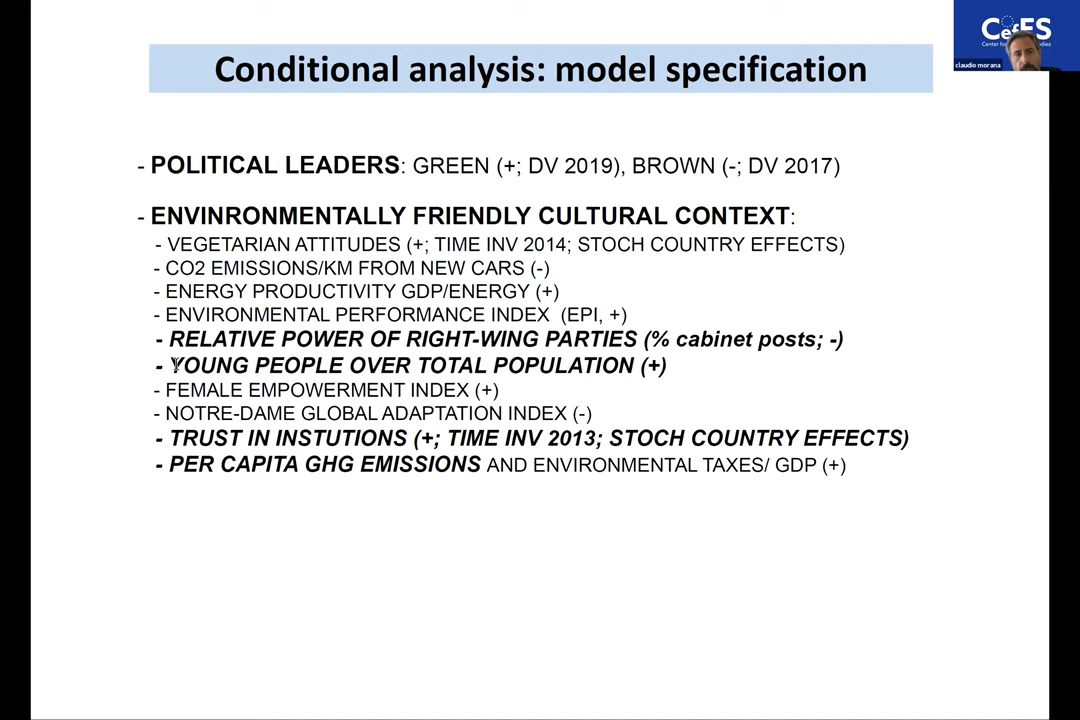 CefES
Center for
claudio morana
Conditional analysis: model specification
- POLITICAL LEADERS: GREEN (+; DV 2019), BROWN (-; DV 2017)
- ENVINRONMENTALLY FRIENDLY CULTURAL CONTEXT:
- VEGETARIAN ATTITUDES (+; TIME INV 2014; STOCH COUNTRY EFFECTS)
- CO2 EMISSIONS/KM FROM NEW CARS (-)
- ENERGY PRODUCTIVITY GDP/ENERGY (+)
- ENVIRONMENTAL PERFORMANCE INDEX (EPI, +)
- RELATIVE POWER OF RIGHT-WING PARTIES (% cabinet posts; -)
- YOUNG PEOPLE OVER TOTAL POPULATION (+)
- FEMALE EMPOWERMENT INDEX (+)
- NOTRE-DAME GLOBAL ADAPTATION INDEX (-)
- TRUST IN INSTUTIONS (+; TIME INV 2013; STOCH COUNTRY EFFECTS)
- PER CAPITA GHG EMISSIONS AND ENVIRONMENTAL TAXES/ GDP (+)